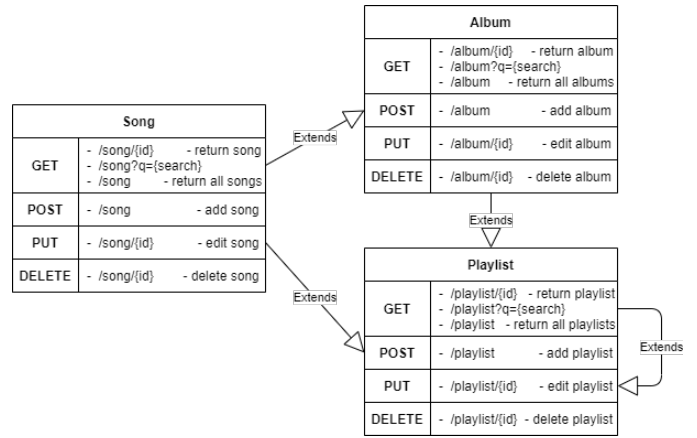 Song
GET
- /song/{id} - return song
- /song?q={search}
- /song - return all songs
POST - /song - add song
PUT - /song/{id} - edit song
DELETE - /song/{id} - delete song
Extends
Extends
Album
GET
- /album/{id} - return album
- /album?q={search}
- /album - return all albums
POST - /album - add album
PUT - /album/{id} - edit album
DELETE - /album/{id} - delete album
Extends
Playlist
GET
- /playlist/{id} - return playlist
- /playlist?q={search}
- /playlist - return all playlists
POST - /playlist - add playlist
PUT - /playlist/{id} - edit playlist
DELETE - /playlist/{id} - delete playlist
Extends